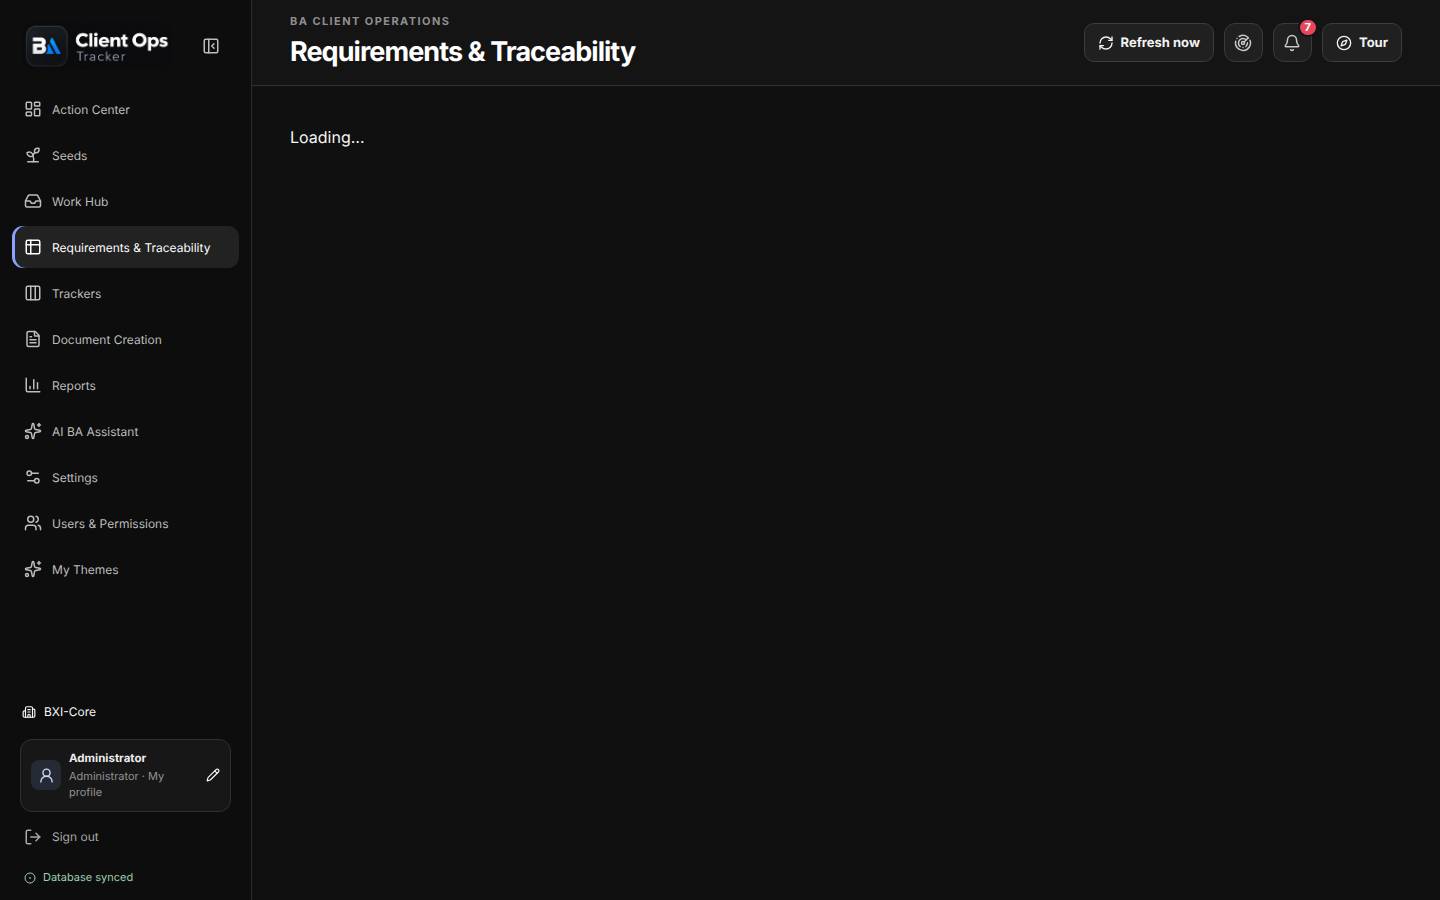 BA
Client Ops
Tracker
Action Center
Seeds
Work Hub
Requirements & Traceability
Trackers
Document Creation
Reports
AI BA Assistant
Settings
Users & Permissions
My Themes
BXI-Core
Administrator
Administrator · My
profile
Sign out
Database synced
BA CLIENT OPERATIONS
Requirements & Traceability
Refresh now
7
Tour
Loading...